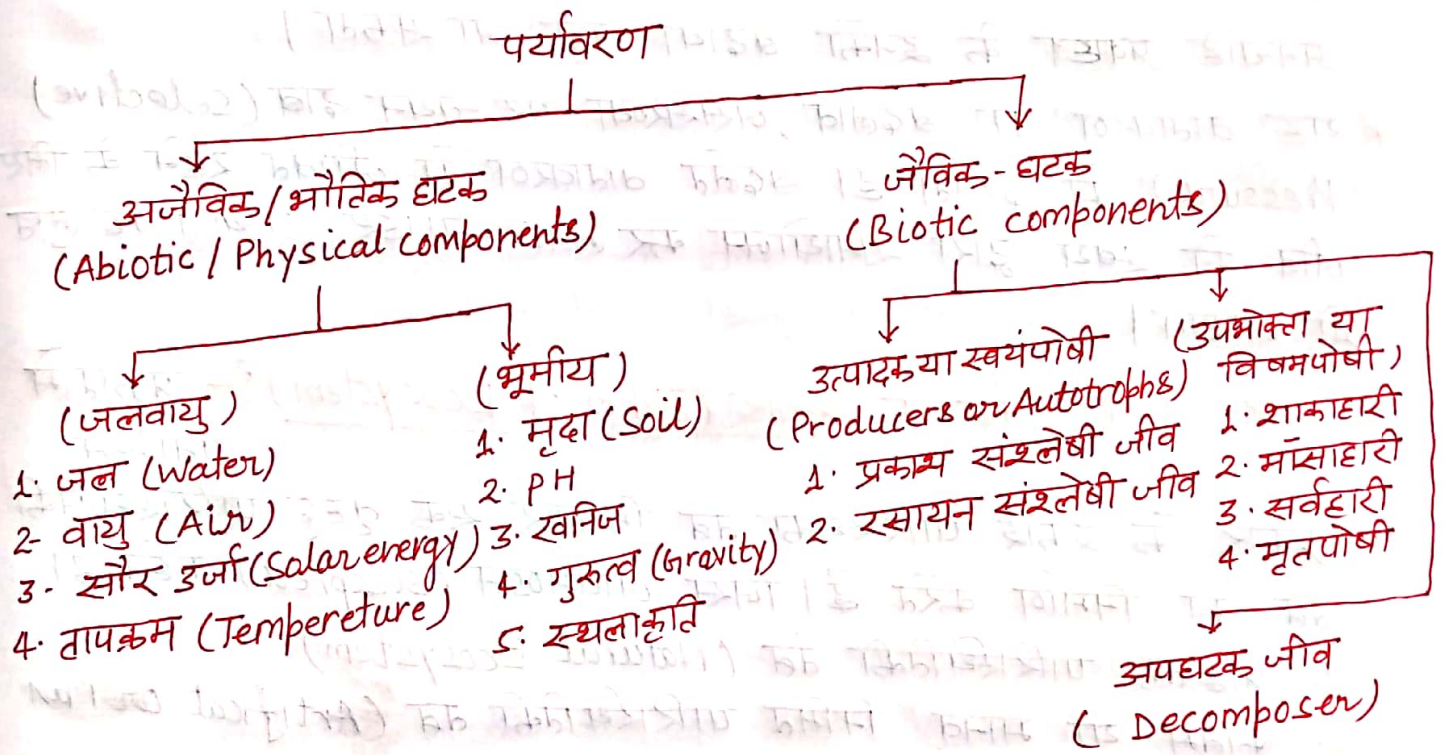 पर्यावरण
अजैविक / भौतिक घटक
(Abiotic / Physical components)
जैविक - घटक
(Biotic components)
(जलवायु)
1. जल (Water)
2- वायु (Air)
3- सौर उर्जा (Solar energy)
4. तापक्रम (Tempereture)
(भूमीय)
1. मृदा (Soil)
2. PH
3. खनिज
4. गुरुत्व (Gravity)
5. स्थलाकृति
उत्पादक या स्वयंपोषी
(Producers or Autotrophs)
1. प्रकाश संश्लेषी जीव
2. रसायन संश्लेषी जीव
(उपभोक्ता या
विषमपोषी)
1. शाकाहारी
2. माँसाहारी
3. सर्वहारी
4. मृतपोषी
अपघटक जीव
(Decomposer)